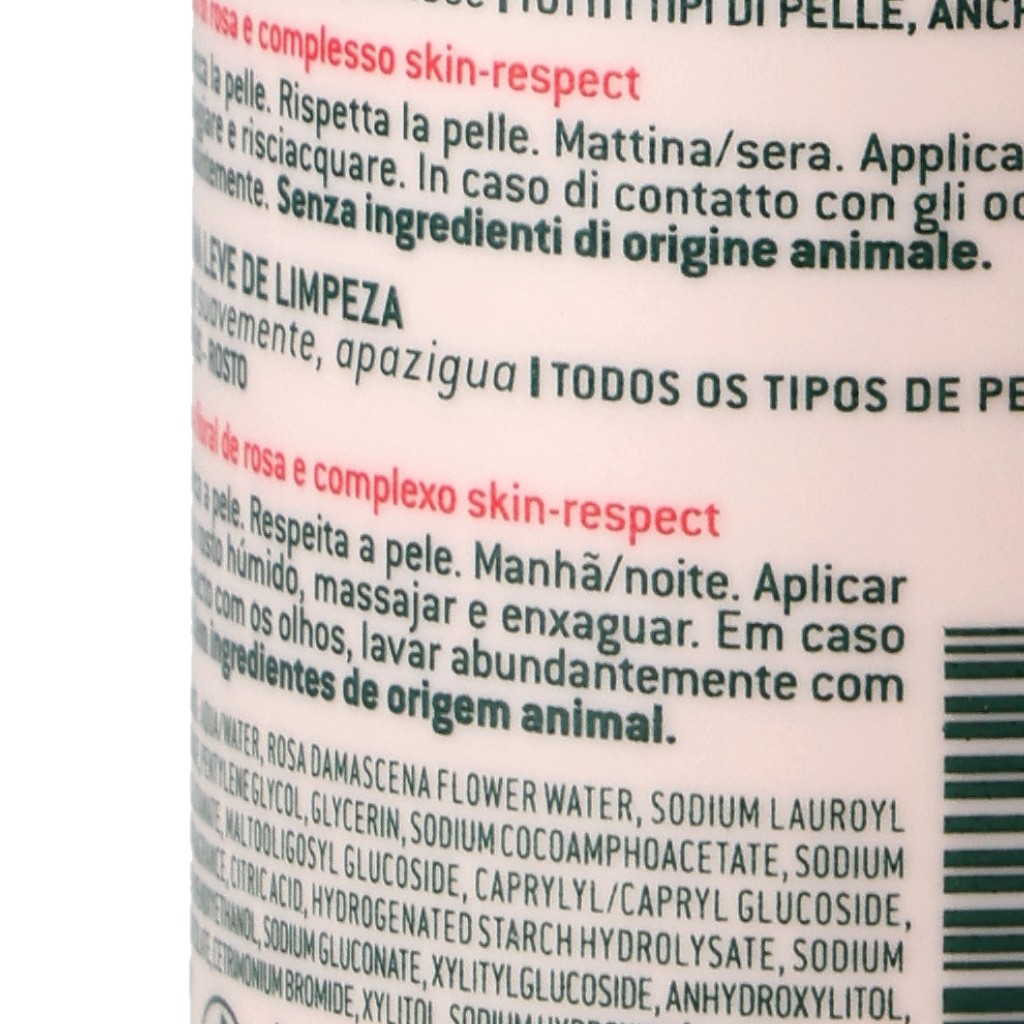 TUTTI I TIPI DI PELLE, ANCH
rosa e complesso skin-respect
la pelle. Rispetta la pelle. Mattina/sera. Applica
e risciacquare. In caso di contatto con gli oc
Senza ingredienti di origine animale.
LEVE DE LIMPEZA
suavemente, apazigua | TODOS OS TIPOS DE PE
ROSTO
de rosa e complexo skin-respect
a pele. Respeita a pele. Manhã/noite. Aplicar
húmido, massajar e enxaguar. Em caso
com os olhos, lavar abundantemente com
ingredientes de origem animal.
WATER, ROSA DAMASCENA FLOWER WATER, SODIUM LAUROYL
PENTYLENE GLYCOL, GLYCERIN, SODIUM COCOAMPHOACETATE, SODIUM
MALTOOLIGOSYL GLUCOSIDE, CAPRYLYL/CAPRYL GLUCOSIDE,
CITRIC ACID, HYDROGENATED STARCH HYDROLYSATE, SODIUM
SODIUM GLUCONATE, XYLITYLGLUCOSIDE, ANHYDROXYLITOL,
CETRIMONIUM BROMIDE, XYLITOL, SODIUM